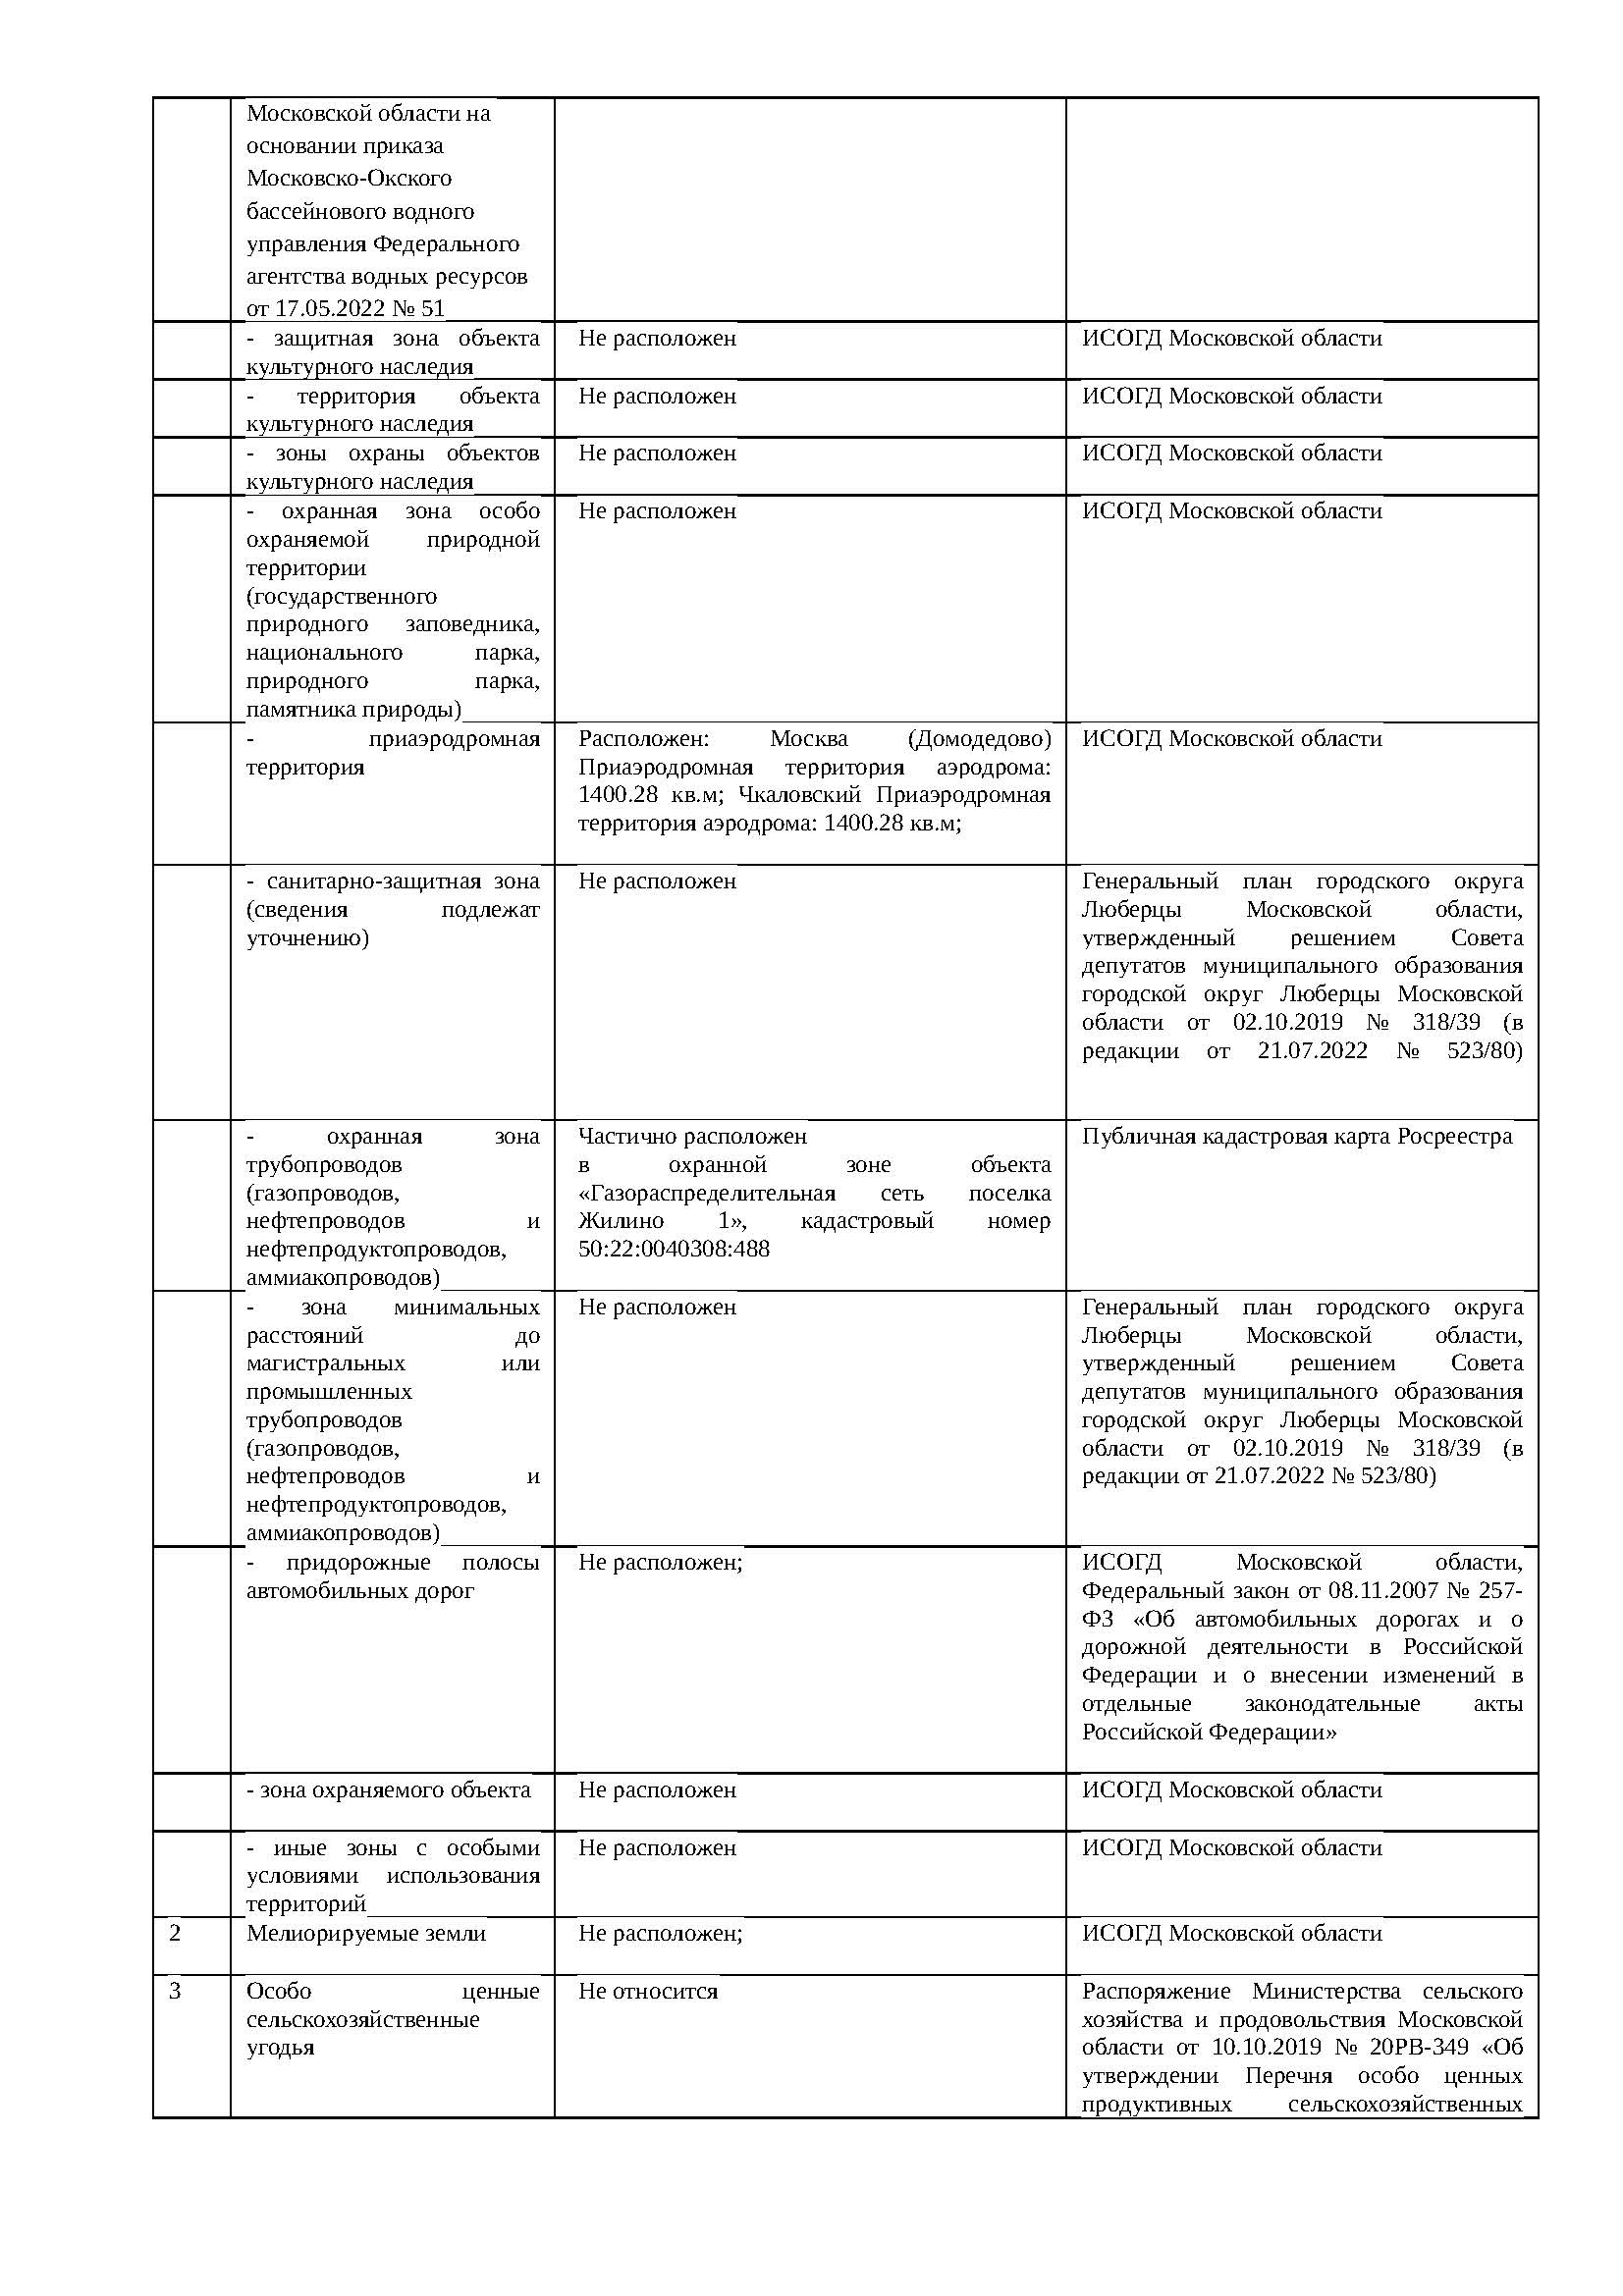 Московской области на
основании приказа
Московско-Окского
бассейнового водного
управления Федерального
агентства водных ресурсов
от 17.05.2022 № 51
- защитная зона объекта
культурного наследия
Не расположен
ИСОГД Московской области
- территория объекта
культурного наследия
Не расположен
ИСОГД Московской области
- зоны охраны объектов
культурного наследия
Не расположен
ИСОГД Московской области
- охранная зона особо
охраняемой природной
территории
(государственного
природного заповедника,
национального парка,
природного парка,
памятника природы)
Не расположен
ИСОГД Московской области
- приаэродромная
территория
Расположен: Москва (Домодедово)
Приаэродромная территория аэродрома:
1400.28 кв.м; Чкаловский Приаэродромная
территория аэродрома: 1400.28 кв.м;
ИСОГД Московской области
- санитарно-защитная зона
(сведения подлежат
уточнению)
Не расположен
Генеральный план городского округа
Люберцы Московской области,
утвержденный решением Совета
депутатов муниципального образования
городской округ Люберцы Московской
области от 02.10.2019 № 318/39 (в
редакции от 21.07.2022 № 523/80)
- охранная зона
трубопроводов
(газопроводов,
нефтепроводов и
нефтепродуктопроводов,
аммиакопроводов)
Частично расположен
в охранной зоне объекта
«Газораспределительная сеть поселка
Жилино 1», кадастровый номер
50:22:0040308:488
Публичная кадастровая карта Росреестра
- зона минимальных
расстояний до
магистральных или
промышленных
трубопроводов
(газопроводов,
нефтепроводов и
нефтепродуктопроводов,
аммиакопроводов)
Не расположен
Генеральный план городского округа
Люберцы Московской области,
утвержденный решением Совета
депутатов муниципального образования
городской округ Люберцы Московской
области от 02.10.2019 № 318/39 (в
редакции от 21.07.2022 № 523/80)
- придорожные полосы
автомобильных дорог
Не расположен;
ИСОГД Московской области,
Федеральный закон от 08.11.2007 № 257-
ФЗ «Об автомобильных дорогах и о
дорожной деятельности в Российской
Федерации и о внесении изменений в
отдельные законодательные акты
Российской Федерации»
- зона охраняемого объекта
Не расположен
ИСОГД Московской области
- иные зоны с особыми
условиями использования
территорий
Не расположен
ИСОГД Московской области
2
Мелиорируемые земли
Не расположен;
ИСОГД Московской области
3
Особо ценные
сельскохозяйственные
угодья
Не относится
Распоряжение Министерства сельского
хозяйства и продовольствия Московской
области от 10.10.2019 № 20РВ-349 «Об
утверждении Перечня особо ценных
продуктивных сельскохозяйственных